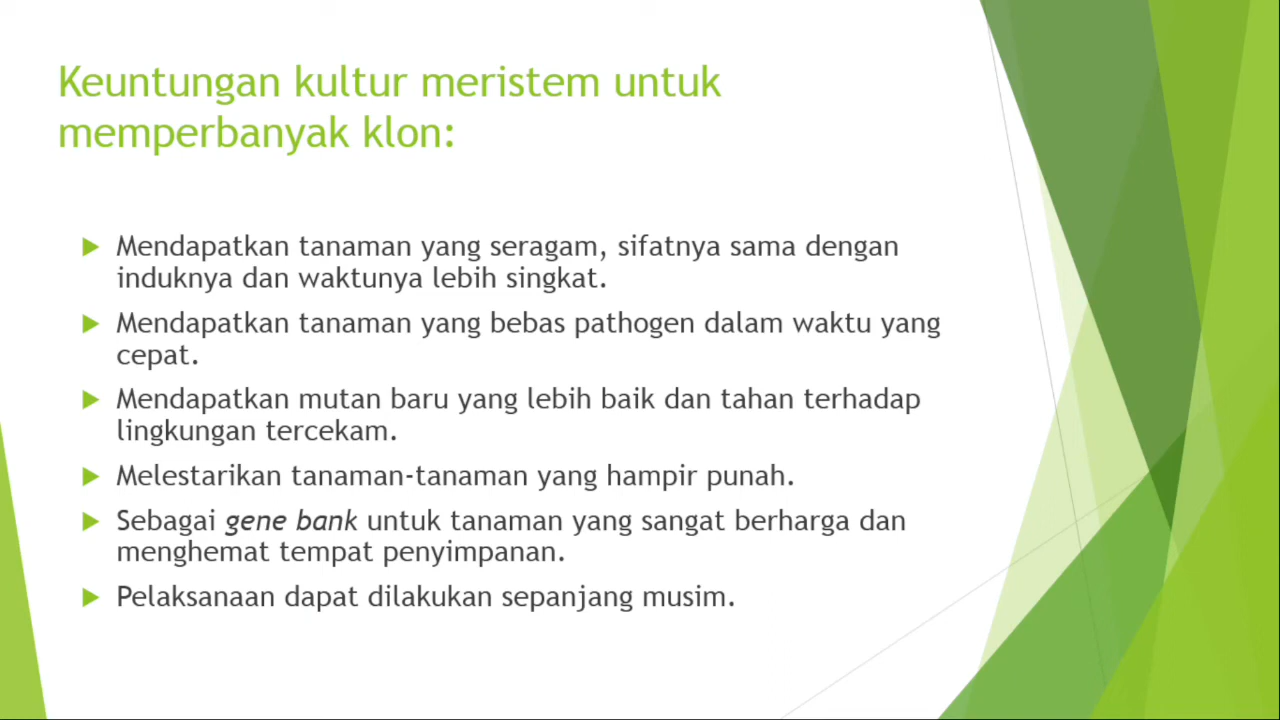 Keuntungan kultur meristem untuk
memperbanyak klon:
Mendapatkan tanaman yang seragam, sifatnya sama dengan
induknya dan waktunya lebih singkat.
Mendapatkan tanaman yang bebas pathogen dalam waktu yang
cepat.
Mendapatkan mutan baru yang lebih baik dan tahan terhadap
lingkungan tercekam.
Melestarikan tanaman-tanaman yang hampir punah.
Sebagai gene bank untuk tanaman yang sangat berharga dan
menghemat tempat penyimpanan.
Pelaksanaan dapat dilakukan sepanjang musim.